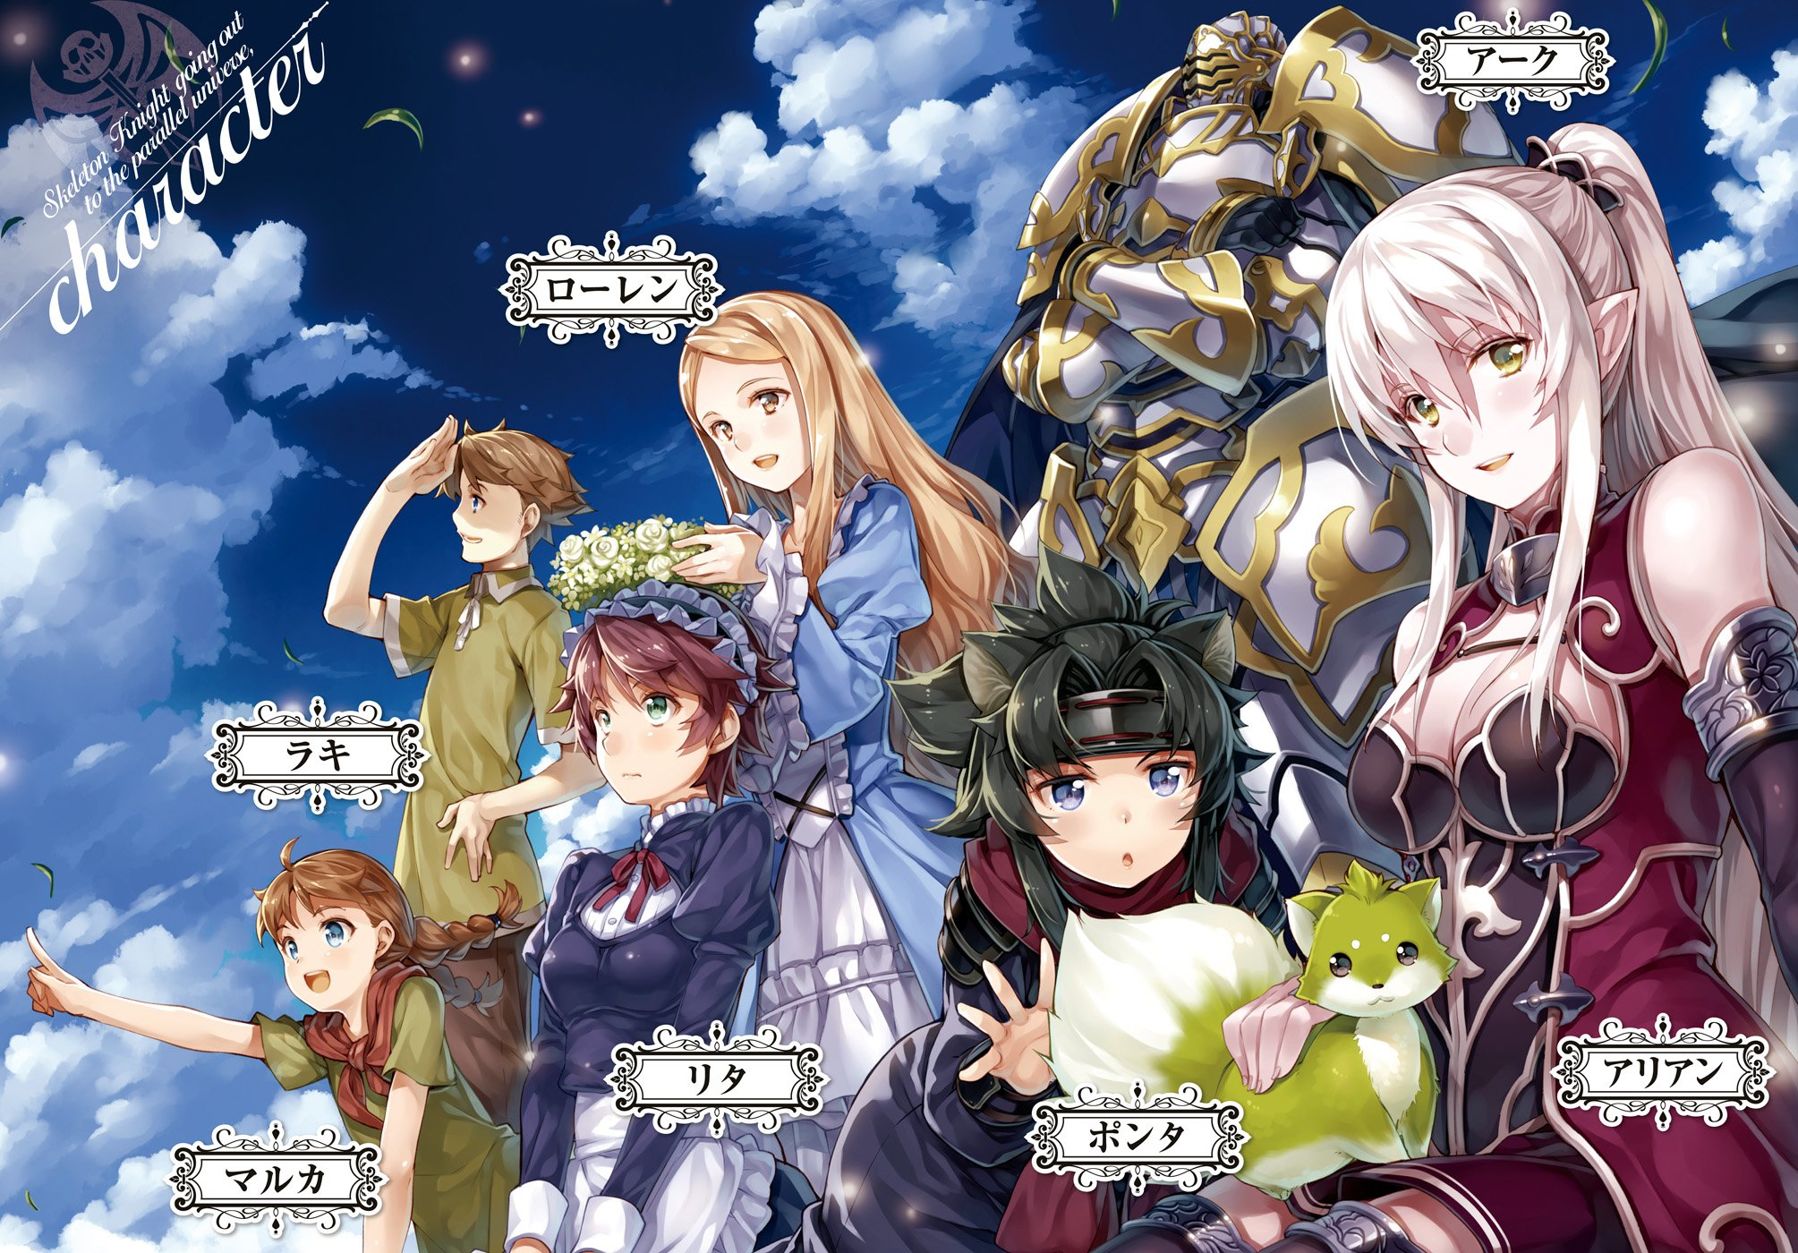 Skeleton Knight going out
to the parallel universe,
character
アーク
ローレン
ラキ
マルカ
リタ
ポンタ
アリアン